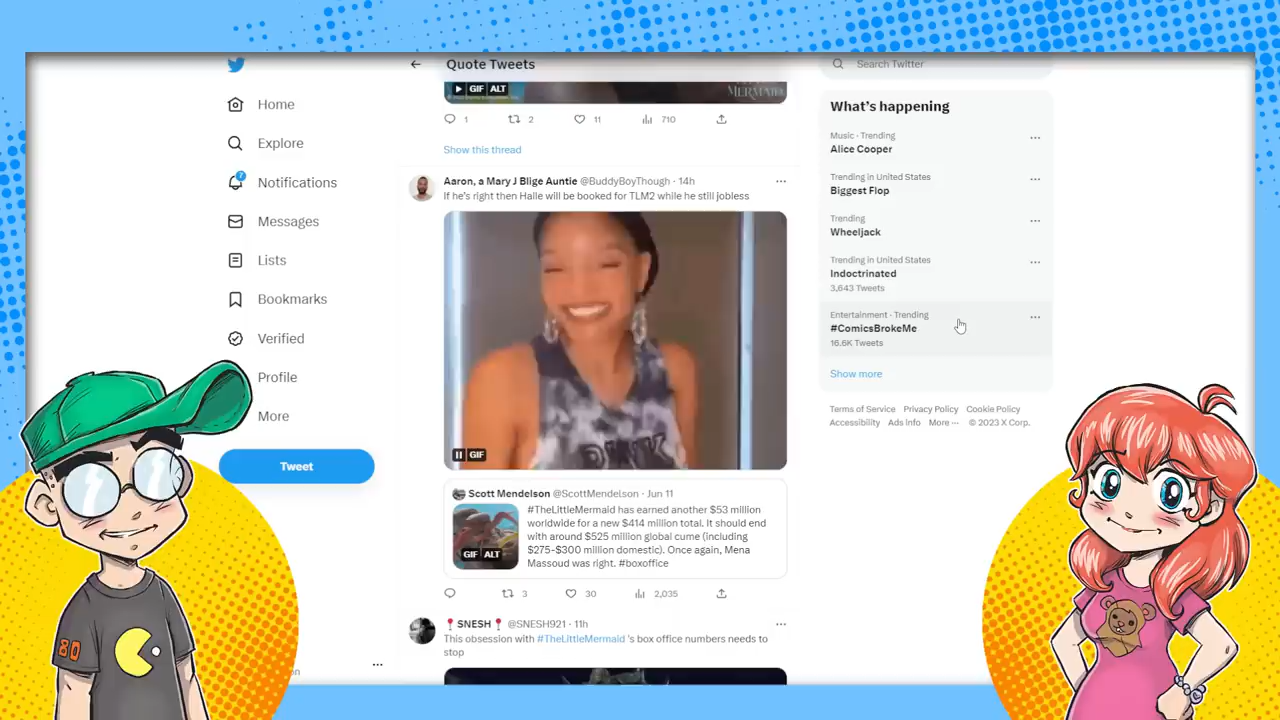 Home
Explore
7
Notifications
Messages
Lists
Bookmarks
Verified
Profile
More
Tweet
Quote Tweets
GIF ALT
MERMAID
1 2 11 710
Show this thread
Aaron, a Mary J Blige Auntie @BuddyBoyThough · 14h
If he's right then Halle will be booked for TLM2 while he still jobless
GIF
Scott Mendelson @ScottMendelson · Jun 11
#TheLittleMermaid has earned another $53 million
worldwide for a new $414 million total. It should end
with around $525 million global cume (including
$275-$300 million domestic). Once again, Mena
Massoud was right. #boxoffice
GIF ALT
3 30 2,035
SNESH @SNESH921 · 11h
This obsession with #TheLittleMermaid 's box office numbers needs to
stop
Search Twitter
What's happening
Music · Trending
Alice Cooper
Trending in United States
Biggest Flop
Trending
Wheeljack
Trending in United States
Indoctrinated
3,643 Tweets
Entertainment · Trending
#ComicsBrokeMe
16.6K Tweets
Show more
Terms of Service Privacy Policy Cookie Policy
Accessibility Ads info More ··· © 2023 X Corp.
80